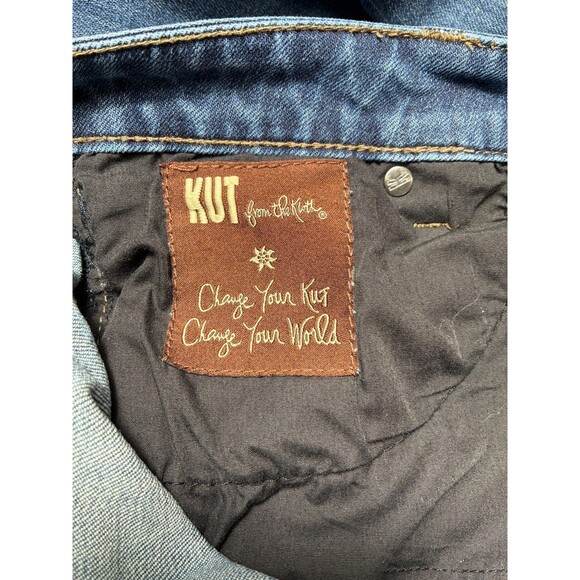 KUT from the Kloth®
Change Your Kut
Change Your World